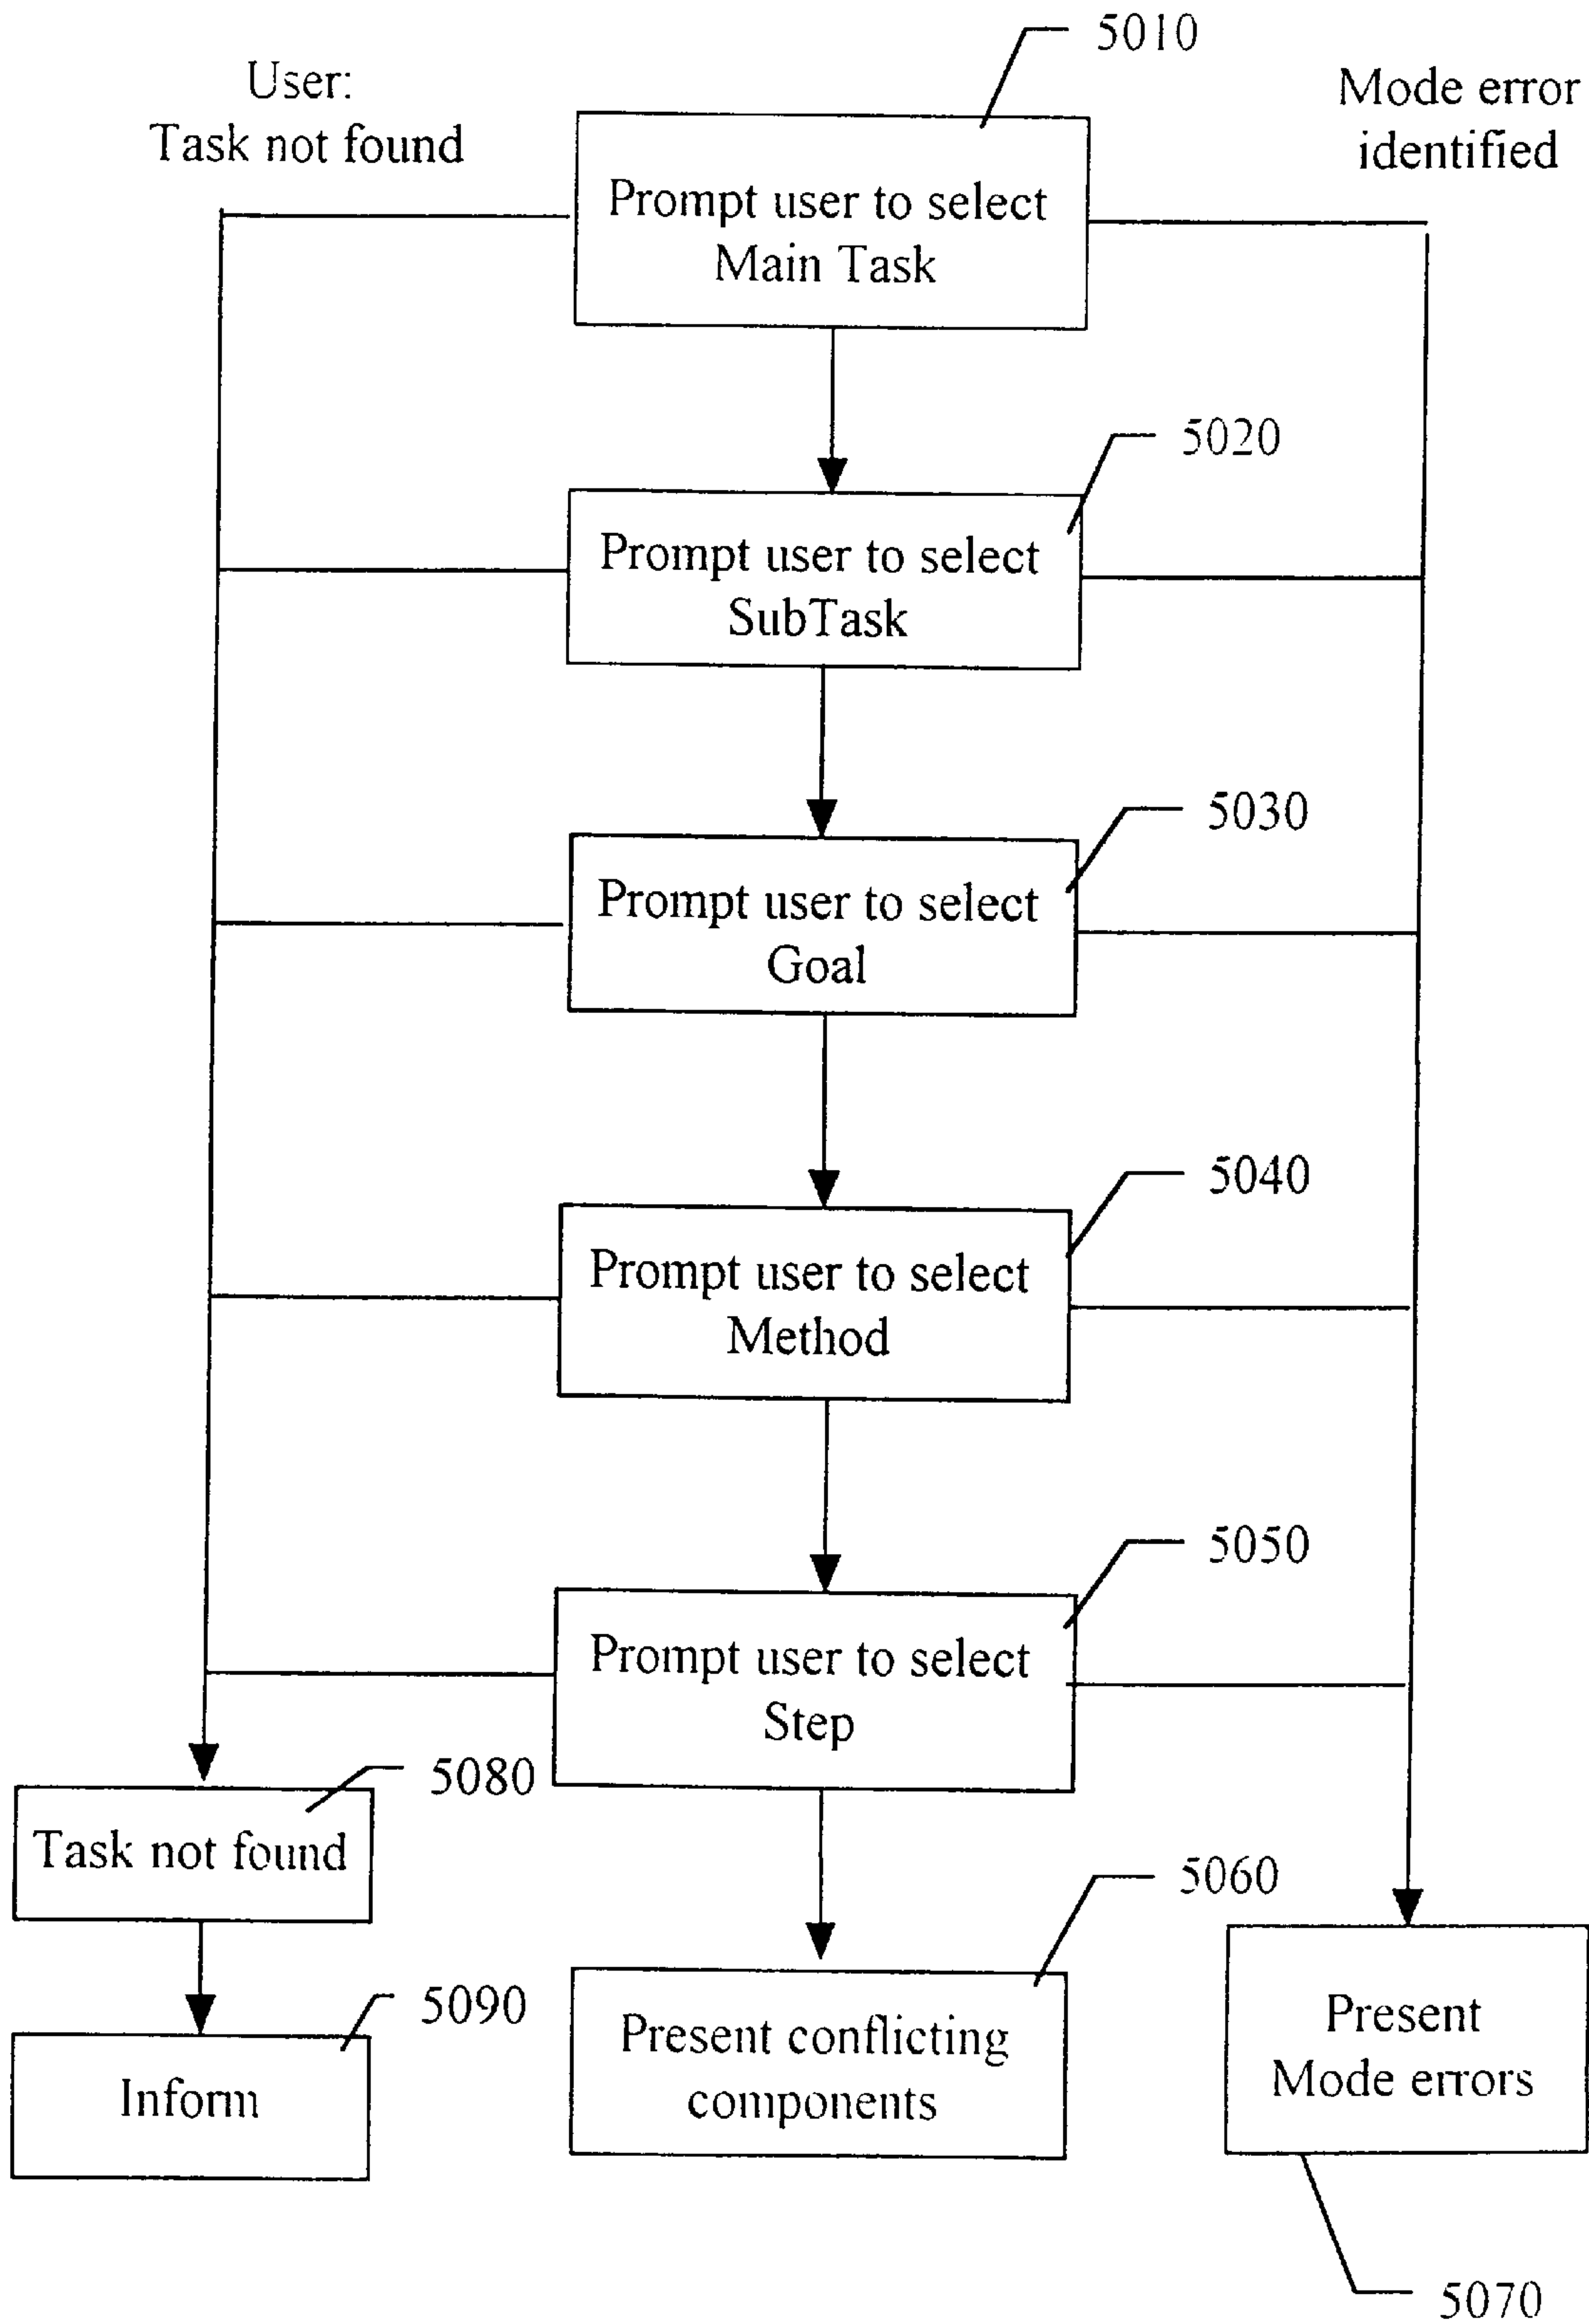 5010
User:
Task not found
Mode error
identified
Prompt user to select
Main Task
5020
Prompt user to select
SubTask
5030
Prompt user to select
Goal
5040
Prompt user to select
Method
5050
Prompt user to select
Step
5080
Task not found
5060
5090
Inform
Present conflicting
components
Present
Mode errors
5070